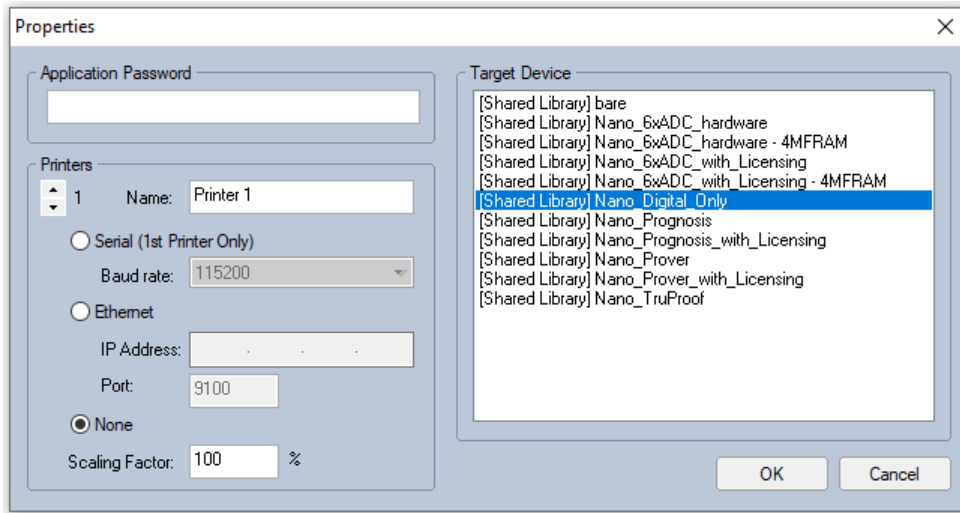 Properties
Application Password
Printers
1 Name: Printer 1
Serial (1st Printer Only)
Baud rate: 115200
Ethernet
IP Address: . . .
Port: 9100
None
Scaling Factor: 100 %
Target Device
[Shared Library] bare
[Shared Library] Nano_6xADC_hardware
[Shared Library] Nano_6xADC_hardware - 4MFRAM
[Shared Library] Nano_6xADC_with_Licensing
[Shared Library] Nano_6xADC_with_Licensing - 4MFRAM
[Shared Library] Nano_Digital_Only
[Shared Library] Nano_Prognosis
[Shared Library] Nano_Prognosis_with_Licensing
[Shared Library] Nano_Prover
[Shared Library] Nano_Prover_with_Licensing
[Shared Library] Nano_TruProof
OK Cancel